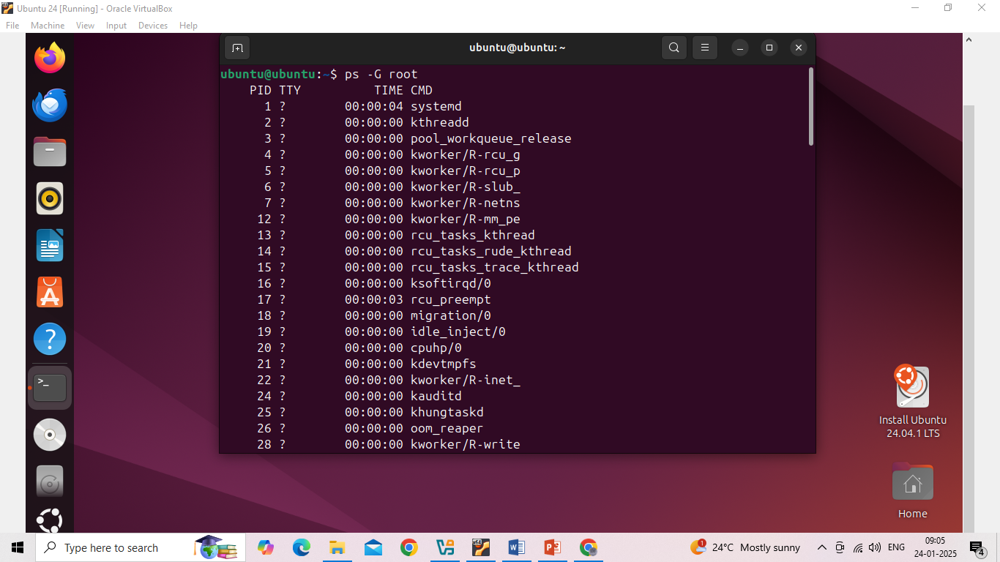 Ubuntu 24 [Running] - Oracle VirtualBox
File Machine View Input Devices Help
ubuntu@ubuntu: ~
ubuntu@ubuntu:~$ ps -G root
PID TTY TIME CMD
1 ? 00:00:04 systemd
2 ? 00:00:00 kthreadd
3 ? 00:00:00 pool_workqueue_release
4 ? 00:00:00 kworker/R-rcu_g
5 ? 00:00:00 kworker/R-rcu_p
6 ? 00:00:00 kworker/R-slub_
7 ? 00:00:00 kworker/R-netns
12 ? 00:00:00 kworker/R-mm_pe
13 ? 00:00:00 rcu_tasks_kthread
14 ? 00:00:00 rcu_tasks_rude_kthread
15 ? 00:00:00 rcu_tasks_trace_kthread
16 ? 00:00:00 ksoftirqd/0
17 ? 00:00:03 rcu_preempt
18 ? 00:00:00 migration/0
19 ? 00:00:00 idle_inject/0
20 ? 00:00:00 cpuhp/0
21 ? 00:00:00 kdevtmpfs
22 ? 00:00:00 kworker/R-inet_
24 ? 00:00:00 kauditd
25 ? 00:00:00 khungtaskd
26 ? 00:00:00 oom_reaper
28 ? 00:00:00 kworker/R-write
Install Ubuntu
24.04.1 LTS
Home
Type here to search
1
24°C Mostly sunny
ENG
09:05
24-01-2025
4